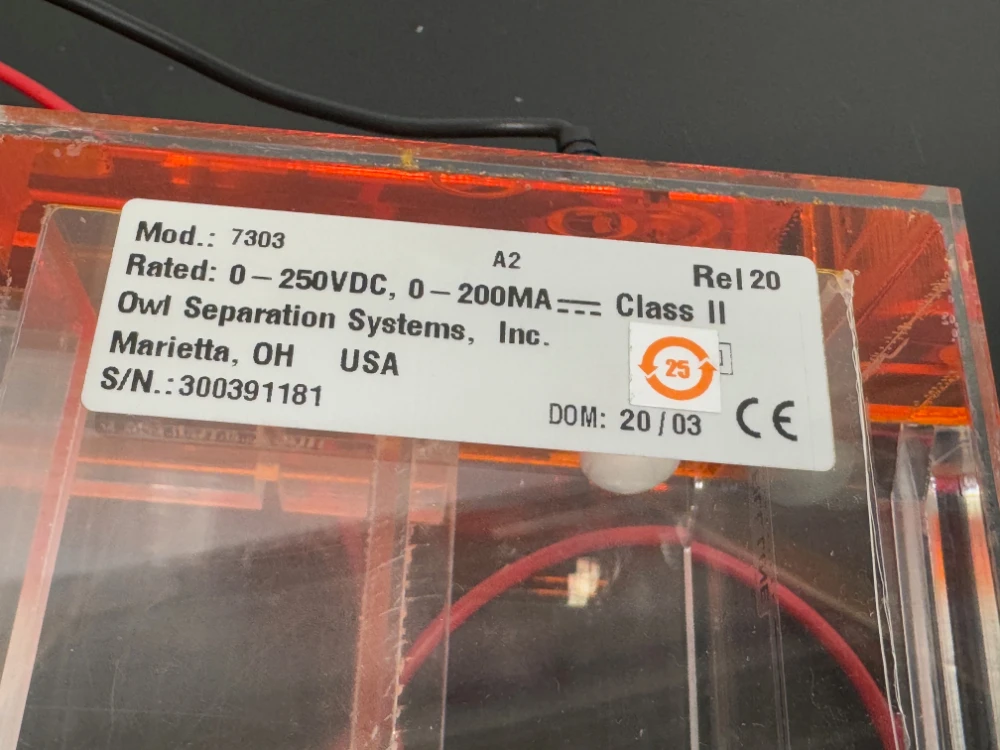 Mod.: 7303
A2
Rel 20
Rated: 0-250VDC, 0-200MA⎓ Class II
Owl Separation Systems, Inc.
Marietta, OH USA
25
S/N.: 300391181
DOM: 20/03
CE